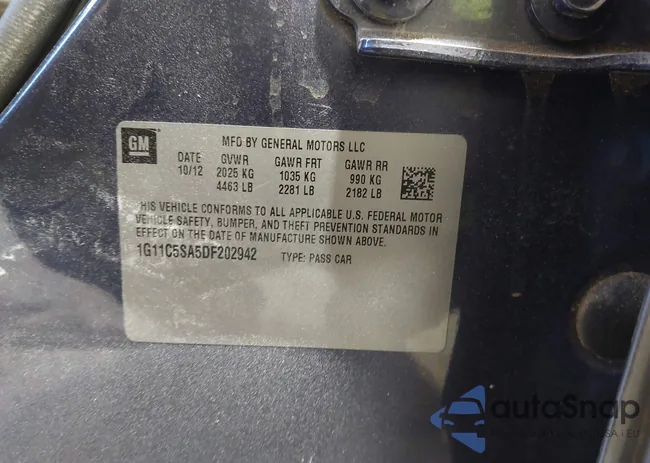 GM
MFD BY GENERAL MOTORS LLC
DATE GVWR GAWR FRT GAWR RR
10/12 2025 KG 1035 KG 990 KG
4463 LB 2281 LB 2182 LB
THIS VEHICLE CONFORMS TO ALL APPLICABLE U.S. FEDERAL MOTOR
VEHICLE SAFETY, BUMPER, AND THEFT PREVENTION STANDARDS IN
EFFECT ON THE DATE OF MANUFACTURE SHOWN ABOVE.
1G11C5SA5DF202942 TYPE: PASS CAR
autoSnap